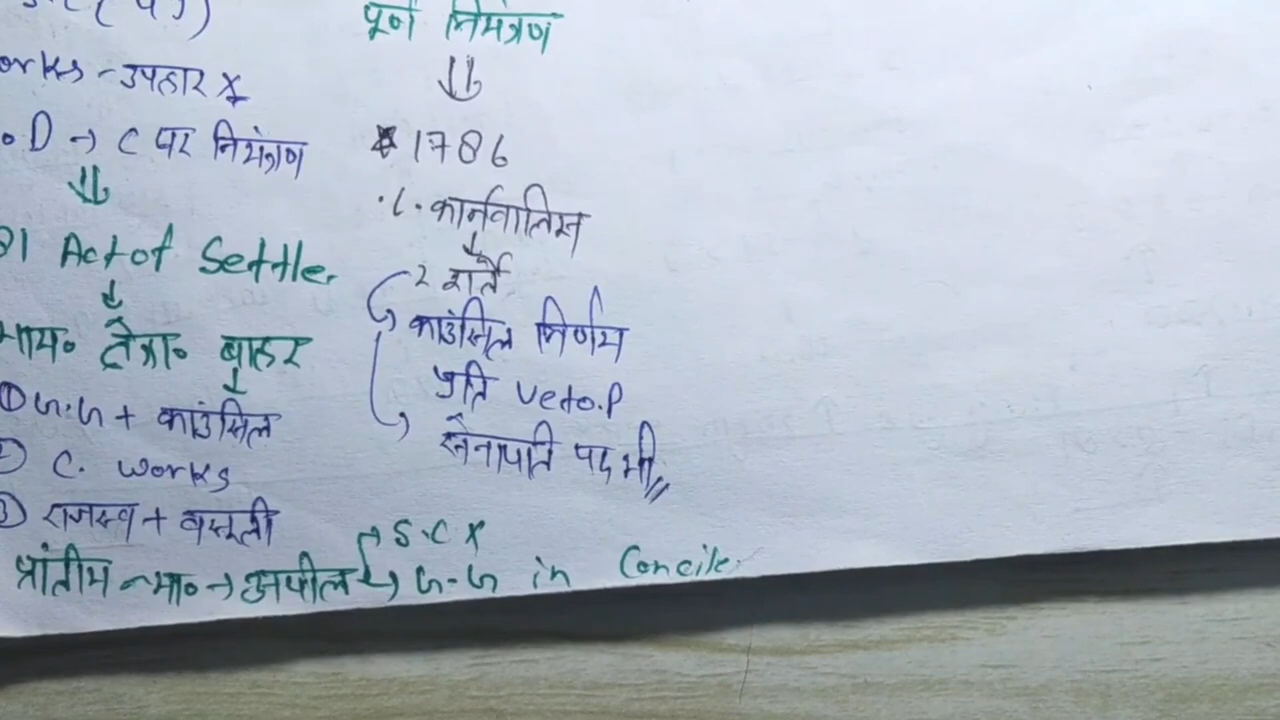 works - उपहार x
D → C पर नियंत्रण
Act of Settle.
क्षेत्रा० बाहर
① G.G + काउंसिल
② C. works
③ राजस्व + वसूली
प्रांतीय न्या० → अपील → S.C x
→ G-G in Concile.
पूर्ण नियंत्रण
* 1786
L. कार्नवालिस
↓
2 शर्ते
काउंसिल निर्णय
प्रति Veto.P
सेनापति पद भी